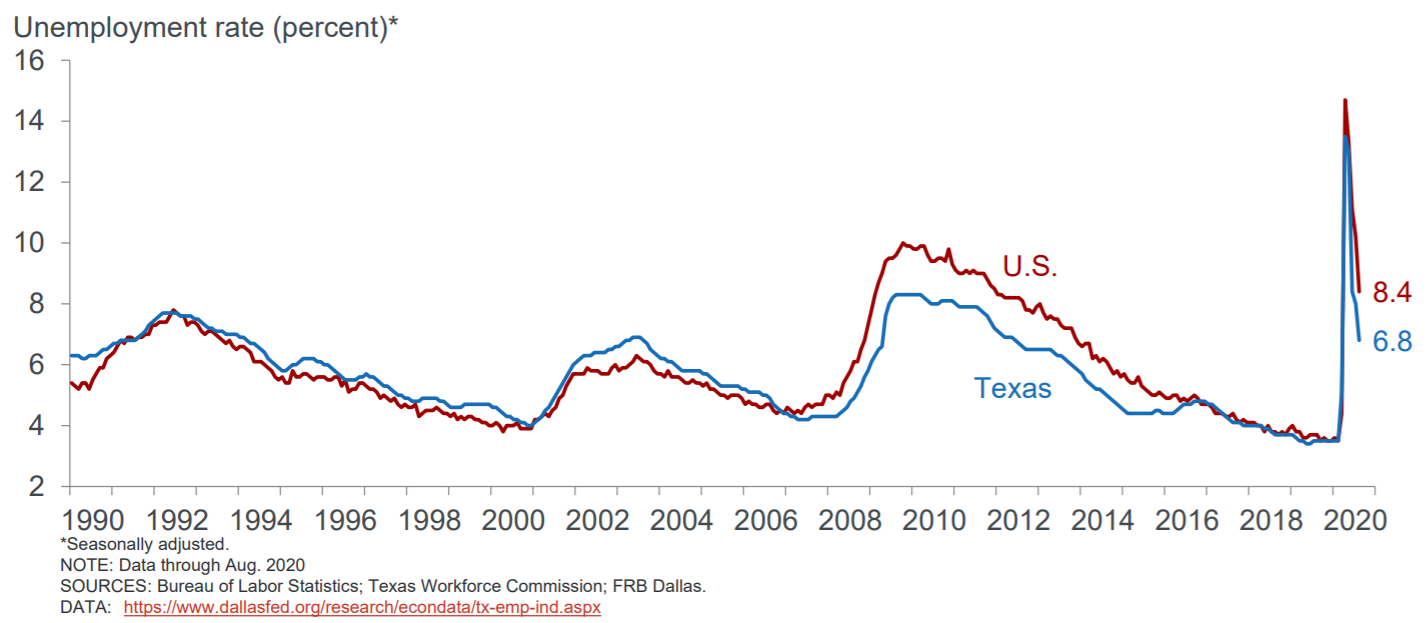 Unemployment rate (percent)*
16
14
12
10
8
6
4
2
U.S.
Texas
8.4
6.8
1990 1992 1994 1996 1998 2000 2002 2004 2006 2008 2010 2012 2014 2016 2018 2020
*Seasonally adjusted.
NOTE: Data through Aug. 2020
SOURCES: Bureau of Labor Statistics; Texas Workforce Commission; FRB Dallas.
DATA: https://www.dallasfed.org/research/econdata/tx-emp-ind.aspx